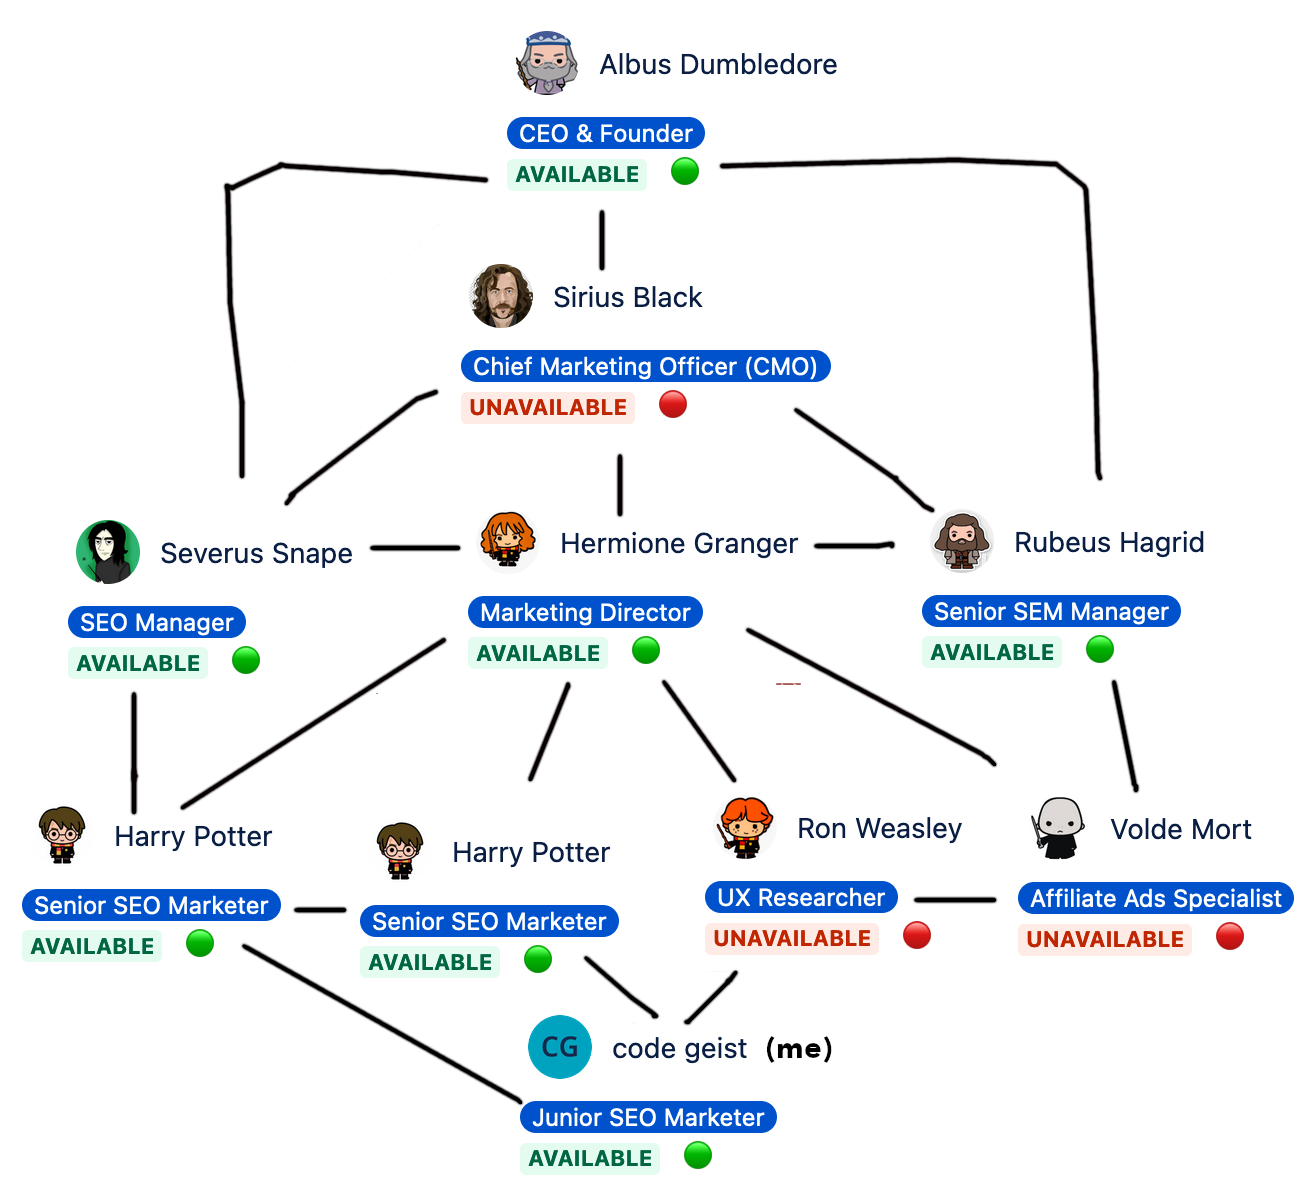 Albus Dumbledore
CEO & Founder
AVAILABLE
Sirius Black
Chief Marketing Officer (CMO)
UNAVAILABLE
Severus Snape
SEO Manager
AVAILABLE
Hermione Granger
Marketing Director
AVAILABLE
Rubeus Hagrid
Senior SEM Manager
AVAILABLE
Harry Potter
Senior SEO Marketer
AVAILABLE
Harry Potter
Senior SEO Marketer
AVAILABLE
Ron Weasley
UX Researcher
UNAVAILABLE
Volde Mort
Affiliate Ads Specialist
UNAVAILABLE
CG
code geist (me)
Junior SEO Marketer
AVAILABLE